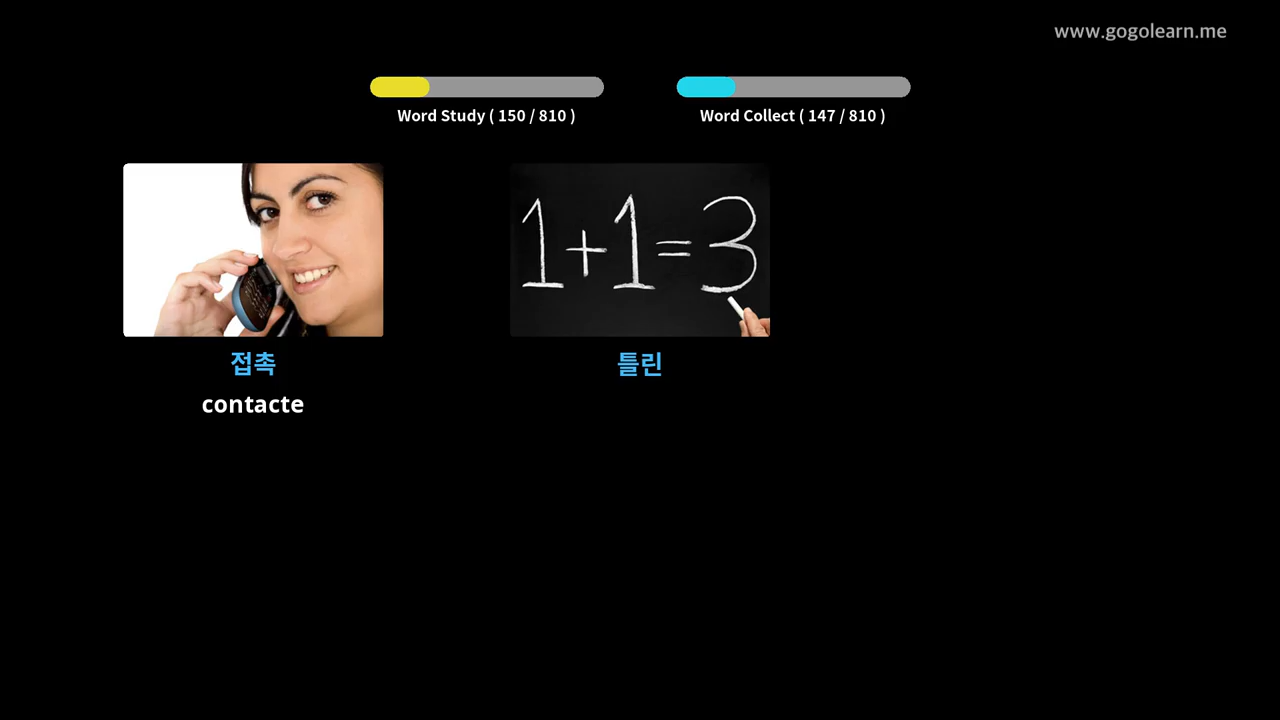 www.gogolearn.me
Word Study ( 150 / 810 )
Word Collect ( 147 / 810 )
1+1=3
접촉
틀린
contacte